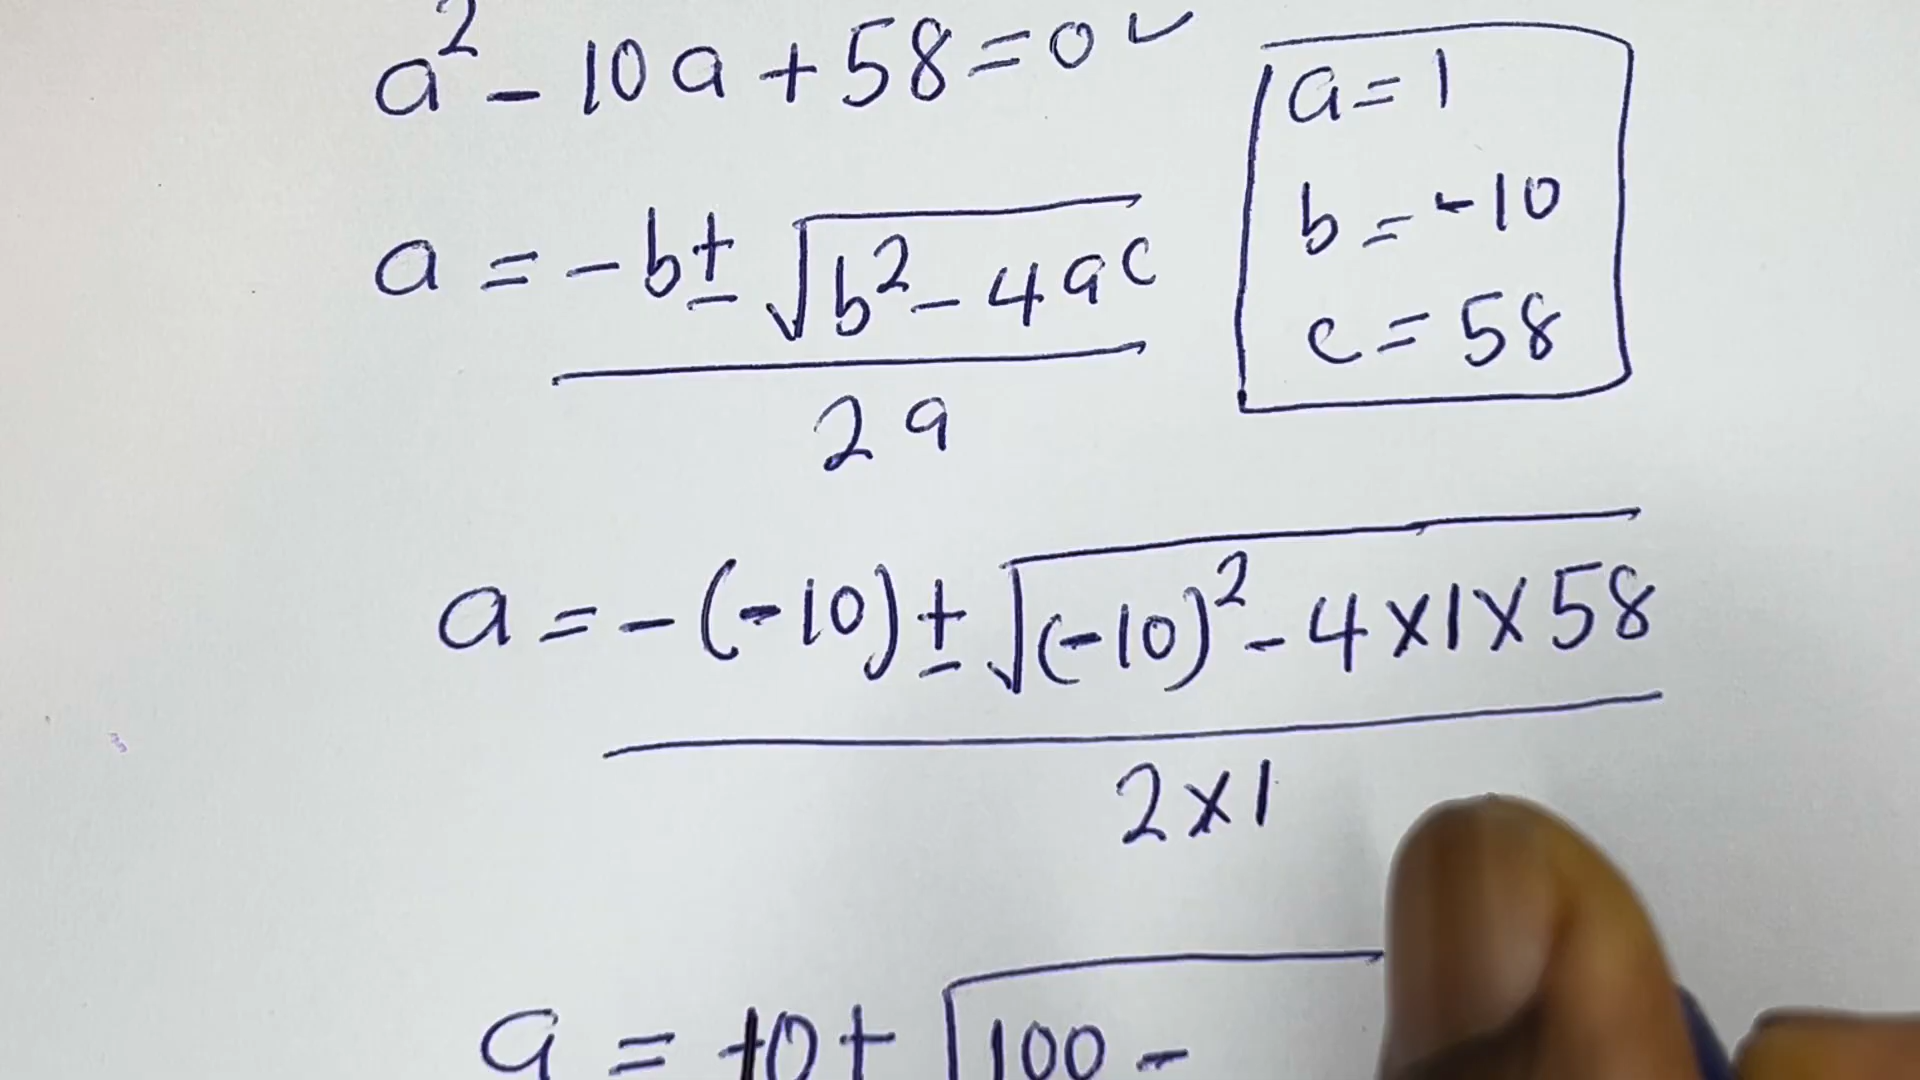 a² - 10a + 58 = 0 ✓
a = 1
b = -10
c = 58
a = -b ± √b² - 4ac
2a
a = -(-10) ± √(-10)² - 4×1×58
2×1
a = 10 ± √100 -